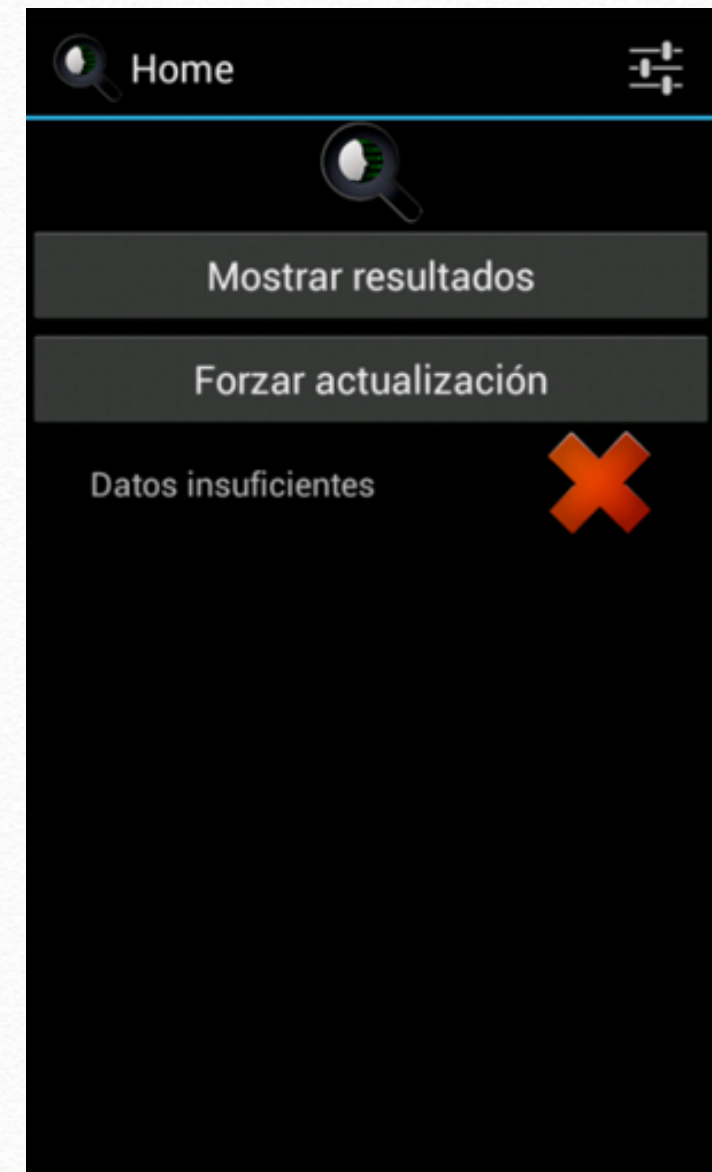 Home
Mostrar resultados
Forzar actualización
Datos insuficientes